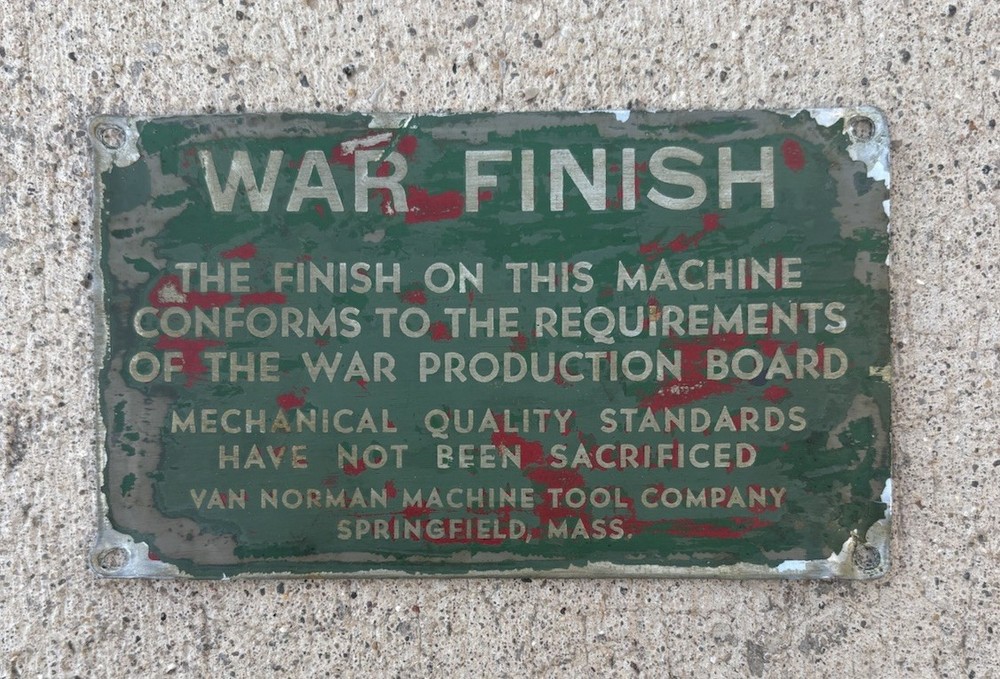 WAR FINISH
THE FINISH ON THIS MACHINE
CONFORMS TO THE REQUIREMENTS
OF THE WAR PRODUCTION BOARD
MECHANICAL QUALITY STANDARDS
HAVE NOT BEEN SACRIFICED
VAN NORMAN MACHINE TOOL COMPANY
SPRINGFIELD, MASS.